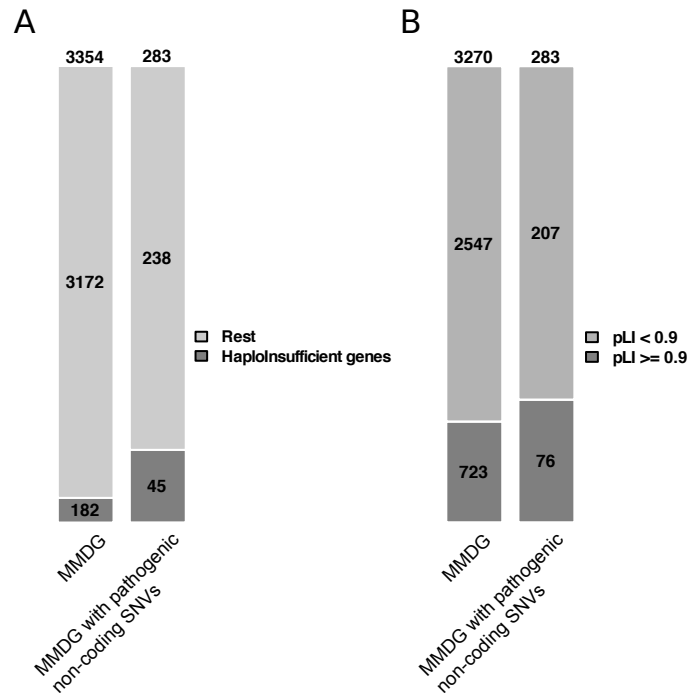 A
3354
283
3172
238
182
45
Rest
HaploInsufficient genes
MMDG
MMDG with pathogenic
non-coding SNVs
B
3270
283
2547
207
723
76
pLI < 0.9
pLI >= 0.9
MMDG
MMDG with pathogenic
non-coding SNVs